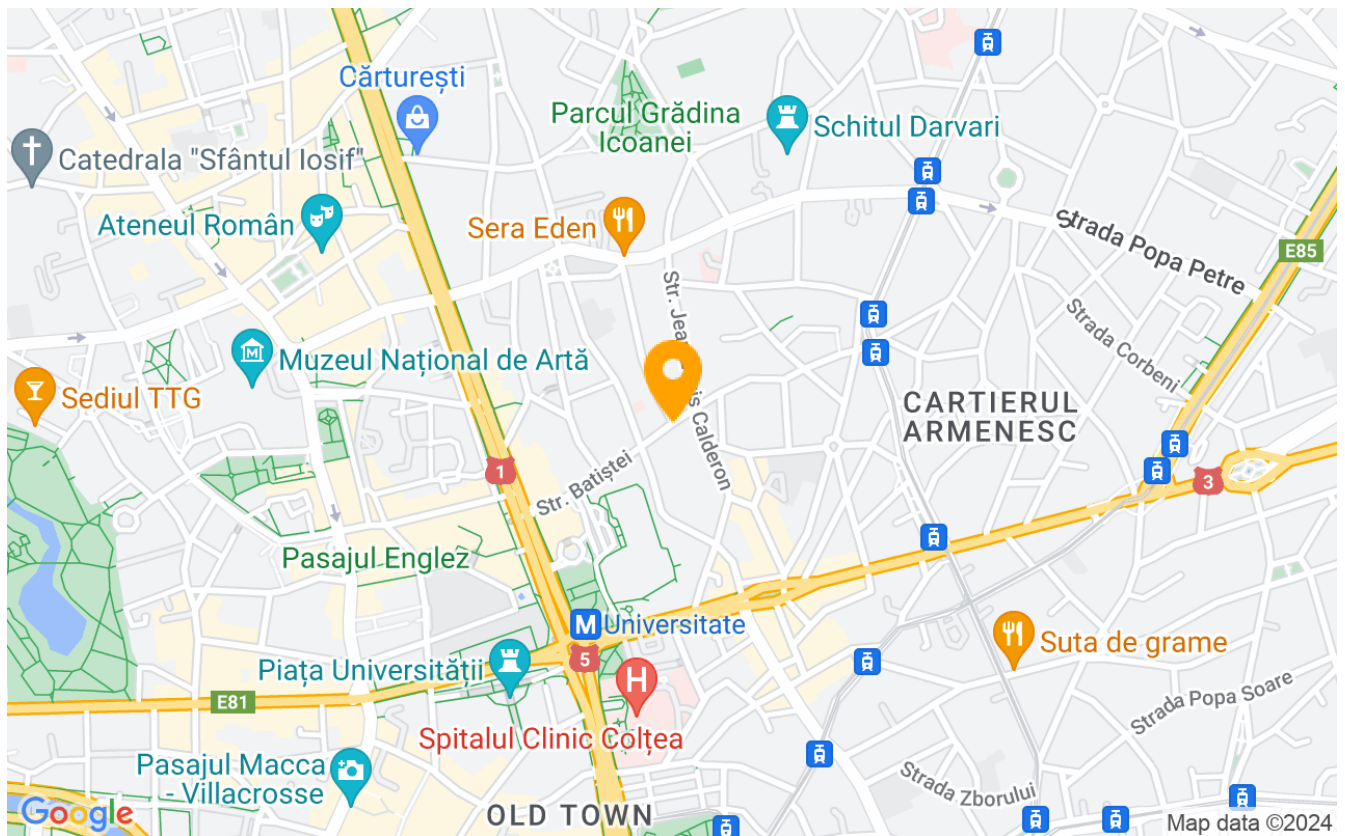 Cărturești
Parcul Grădina
Icoanei
Schitul Darvari
Catedrala "Sfântul Iosif"
Ateneul Român
Sera Eden
Strada Popa Petre
E85
Str. Jean
is Calderon
Strada Corbeni
Muzeul Național de Artă
Sediul TTG
CARTIERUL
ARMENESC
1
Str. Batiștei
3
Pasajul Englez
M
Universitate
5
Piața Universității
H
Suta de grame
E81
Strada Popa Soare
Spitalul Clinic Colțea
Pasajul Macca
- Villacrosse
Strada Zborului
Google
OLD TOWN
Map data ©2024